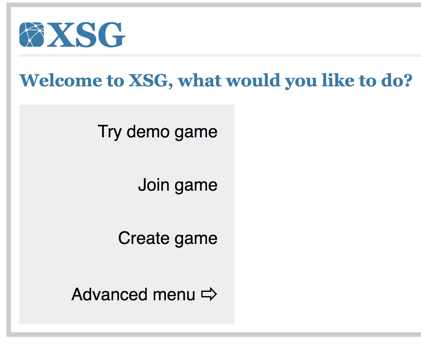 XSG
Welcome to XSG, what would you like to do?
Try demo game
Join game
Create game
Advanced menu ⇨